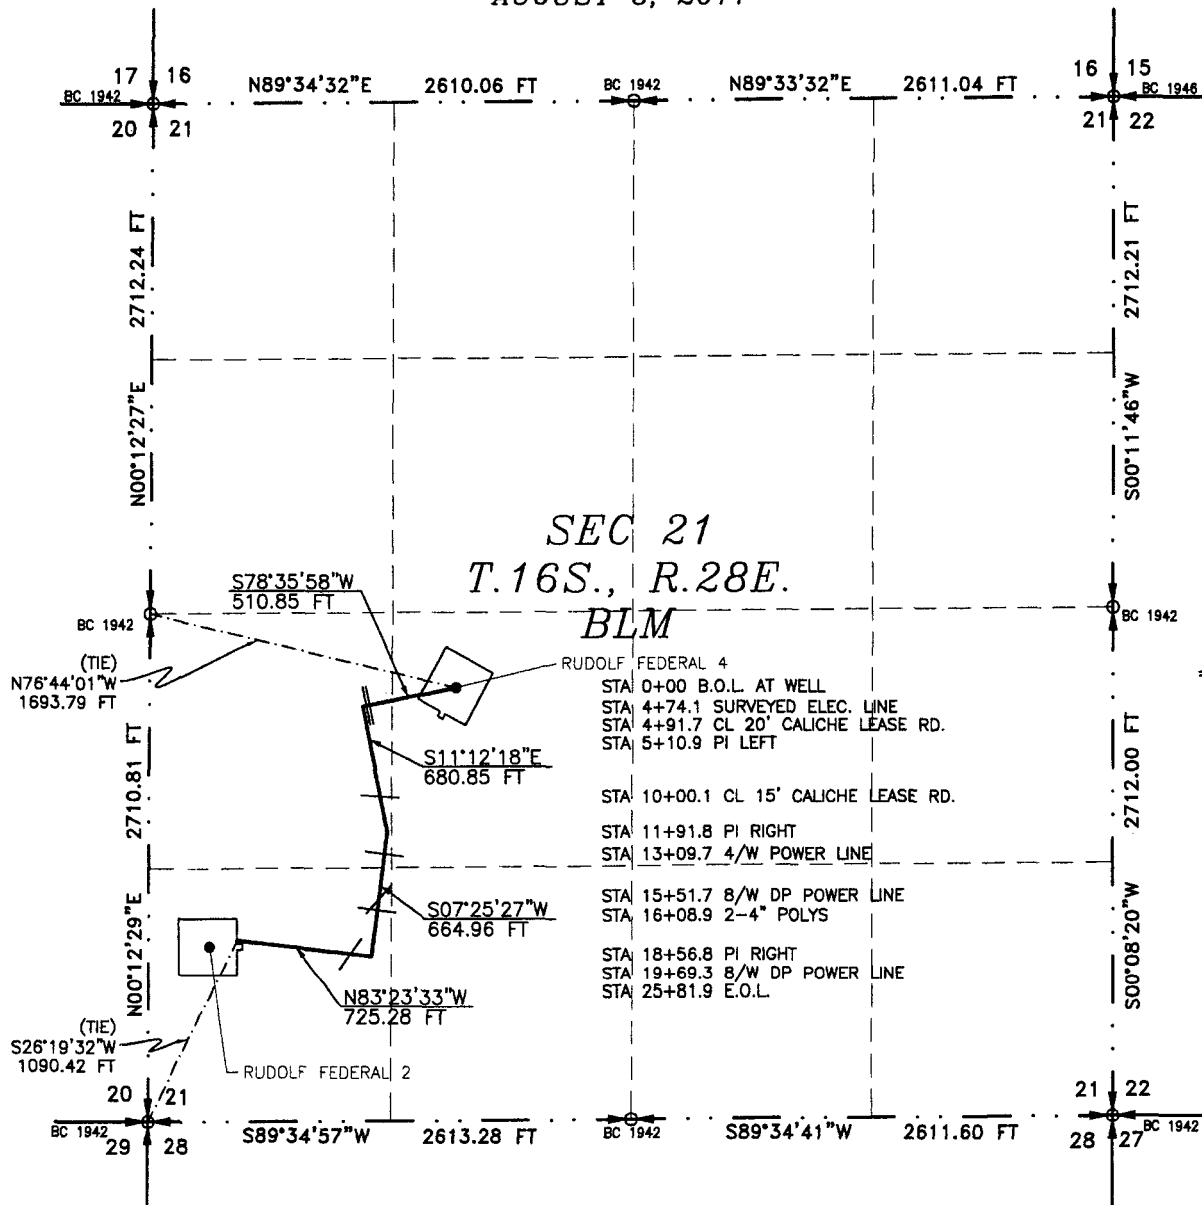 17 16
BC 1942
20 21
N89°34'32"E 2610.06 FT
BC 1942
N89°33'32"E 2611.04 FT
16 15
BC 1946
21 22
2712.24 FT
N00°12'27"E
2712.21 FT
S00°11'46"W
SEC 21
T.16S., R.28E.
BLM
S78°35'58"W
510.85 FT
BC 1942
BC 1942
(TIE)
N76°44'01"W
1693.79 FT
RUDOLF FEDERAL 4
STA 0+00 B.O.L. AT WELL
STA 4+74.1 SURVEYED ELEC. LINE
STA 4+91.7 CL 20' CALICHE LEASE RD.
STA 5+10.9 PI LEFT
S11°12'18"E
680.85 FT
STA 10+00.1 CL 15' CALICHE LEASE RD.
STA 11+91.8 PI RIGHT
STA 13+09.7 4/W POWER LINE
STA 15+51.7 8/W DP POWER LINE
STA 16+08.9 2-4" POLYS
STA 18+56.8 PI RIGHT
STA 19+69.3 8/W DP POWER LINE
STA 25+81.9 E.O.L.
2710.81 FT
N00°12'29"E
2712.00 FT
S00°08'20"W
S07°25'27"W
664.96 FT
N83°23'33"W
725.28 FT
(TIE)
S26°19'32"W
1090.42 FT
RUDOLF FEDERAL 2
20 21
BC 1942
29 28
S89°34'57"W 2613.28 FT
BC 1942
S89°34'41"W 2611.60 FT
21 22
BC 1942
28 27